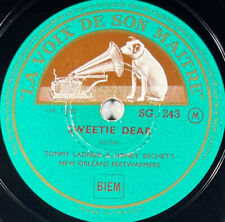 "LA VOIX DE SON MAITRE"
SG. 243
M
SWEETIE DEAR
TOMMY LADNIER & SIDNEY BECHET'S
NEW ORLEANS FEETWARMERS
BIEM